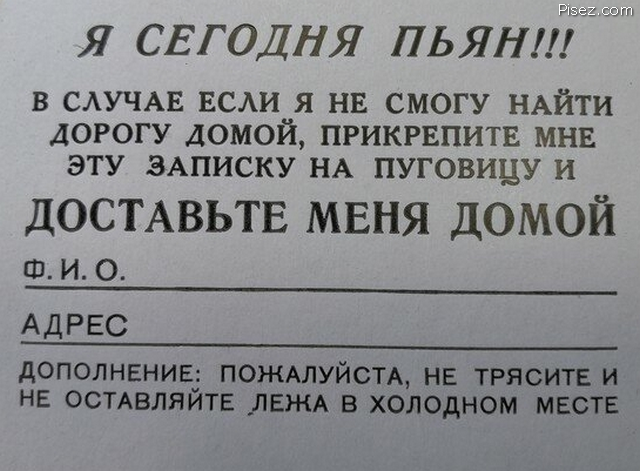 Pisez.com
Я СЕГОДНЯ ПЬЯН!!!
В СЛУЧАЕ ЕСЛИ Я НЕ СМОГУ НАЙТИ
ДОРОГУ ДОМОЙ, ПРИКРЕПИТЕ МНЕ
ЭТУ ЗАПИСКУ НА ПУГОВИЦУ И
ДОСТАВЬТЕ МЕНЯ ДОМОЙ
Ф. И. О.
АДРЕС
ДОПОЛНЕНИЕ: ПОЖАЛУЙСТА, НЕ ТРЯСИТЕ И
НЕ ОСТАВЛЯЙТЕ ЛЕЖА В ХОЛОДНОМ МЕСТЕ